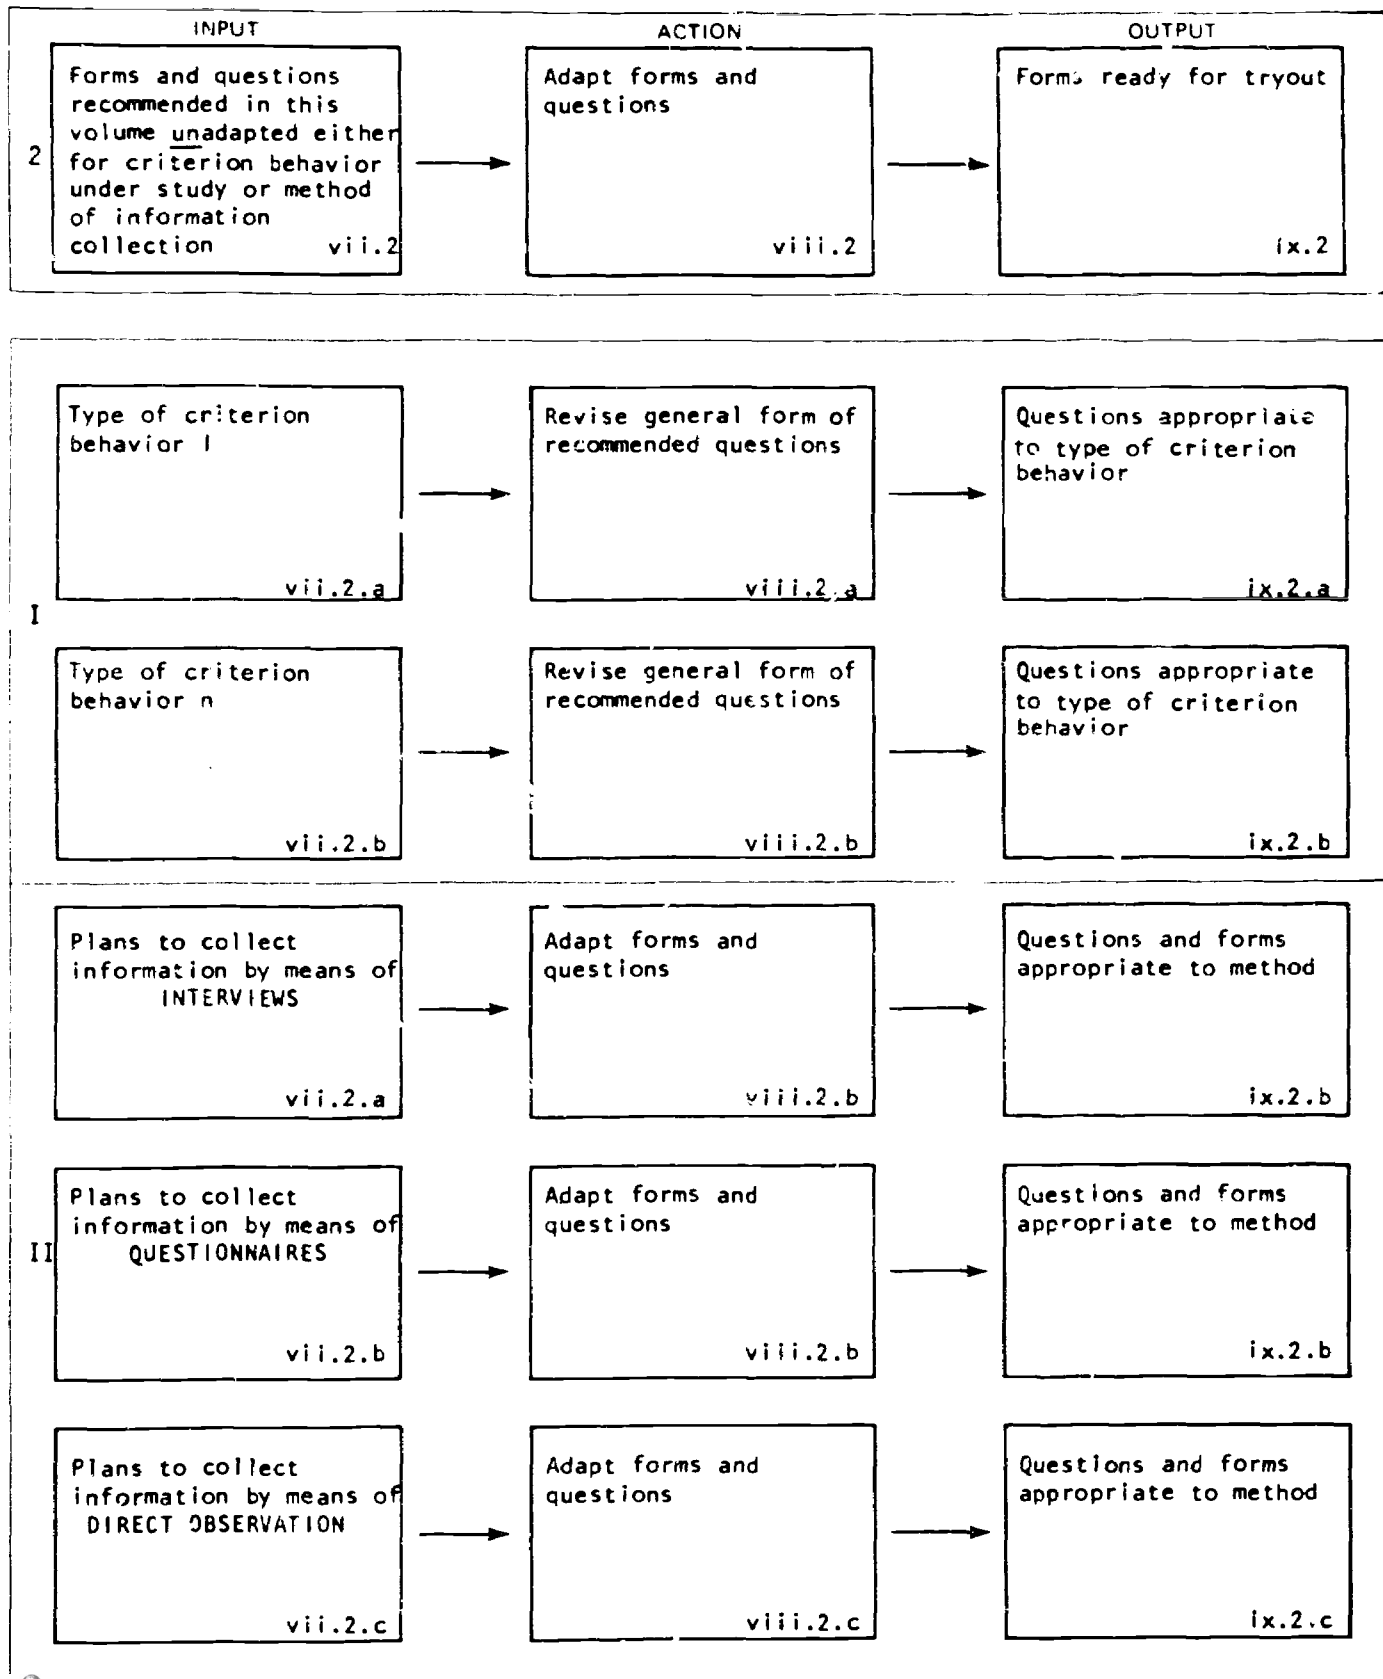 INPUT
ACTION
OUTPUT
2
Forms and questions
recommended in this
volume unadapted either
for criterion behavior
under study or method
of information
collection vii.2
Adapt forms and
questions
viii.2
Forms ready for tryout
ix.2
I
Type of criterion
behavior I
vii.2.a
Revise general form of
recommended questions
viii.2.a
Questions appropriate
to type of criterion
behavior
ix.2.a
Type of criterion
behavior n
vii.2.b
Revise general form of
recommended questions
viii.2.b
Questions appropriate
to type of criterion
behavior
ix.2.b
II
Plans to collect
information by means of
INTERVIEWS
vii.2.a
Adapt forms and
questions
viii.2.b
Questions and forms
appropriate to method
ix.2.b
Plans to collect
information by means of
QUESTIONNAIRES
vii.2.b
Adapt forms and
questions
viii.2.b
Questions and forms
appropriate to method
ix.2.b
Plans to collect
information by means of
DIRECT OBSERVATION
vii.2.c
Adapt forms and
questions
viii.2.c
Questions and forms
appropriate to method
ix.2.c